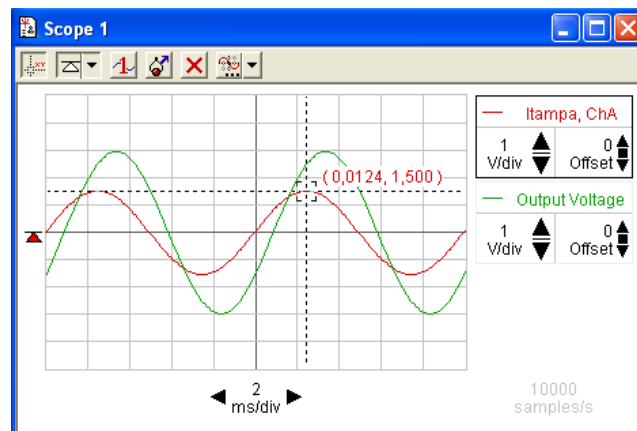 Scope 1
( 0,0124, 1,500 )
Itampa, ChA
1
V/div
0
Offset
Output Voltage
1
V/div
0
Offset
2
ms/div
10000
samples/s